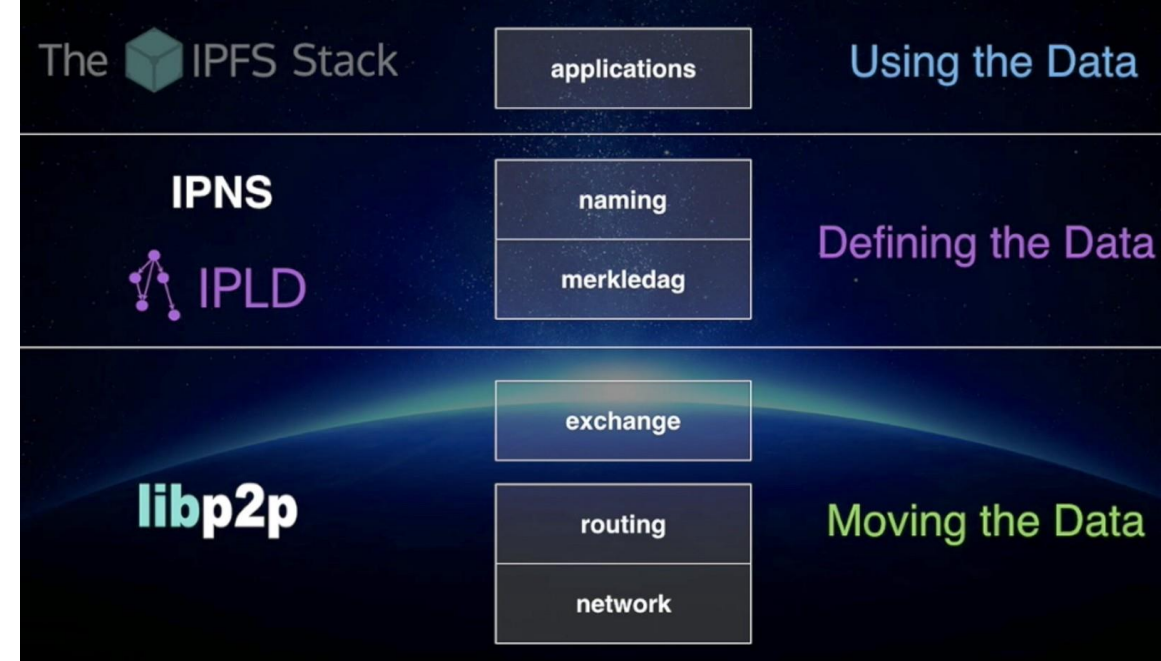 The IPFS Stack
applications
Using the Data
IPNS
naming
Defining the Data
IPLD
merkledag
exchange
libp2p
routing
Moving the Data
network